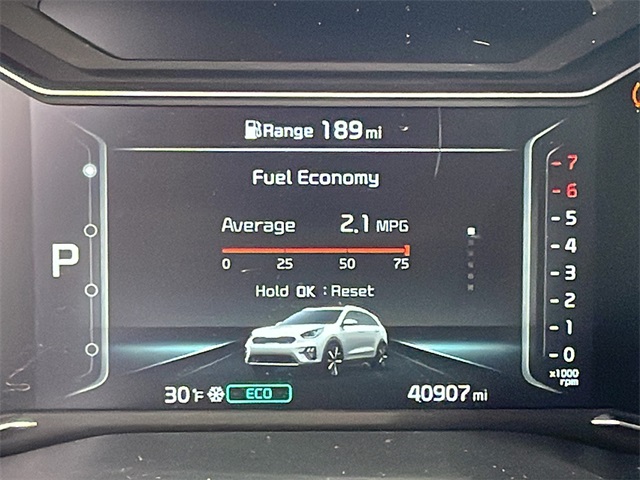 Range 189 mi
Fuel Economy
Average 2.1 MPG
0 25 50 75
Hold OK : Reset
P
7
6
5
4
3
2
1
0
x1000
rpm
30°F ECO
40907 mi